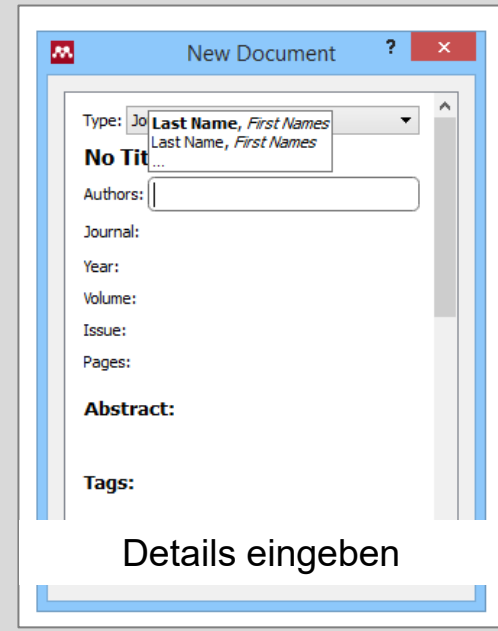 New Document ?
Type: Jo
Last Name, First Names
Last Name, First Names
...
No Tit
Authors:
Journal:
Year:
Volume:
Issue:
Pages:
Abstract:
Tags:
Details eingeben